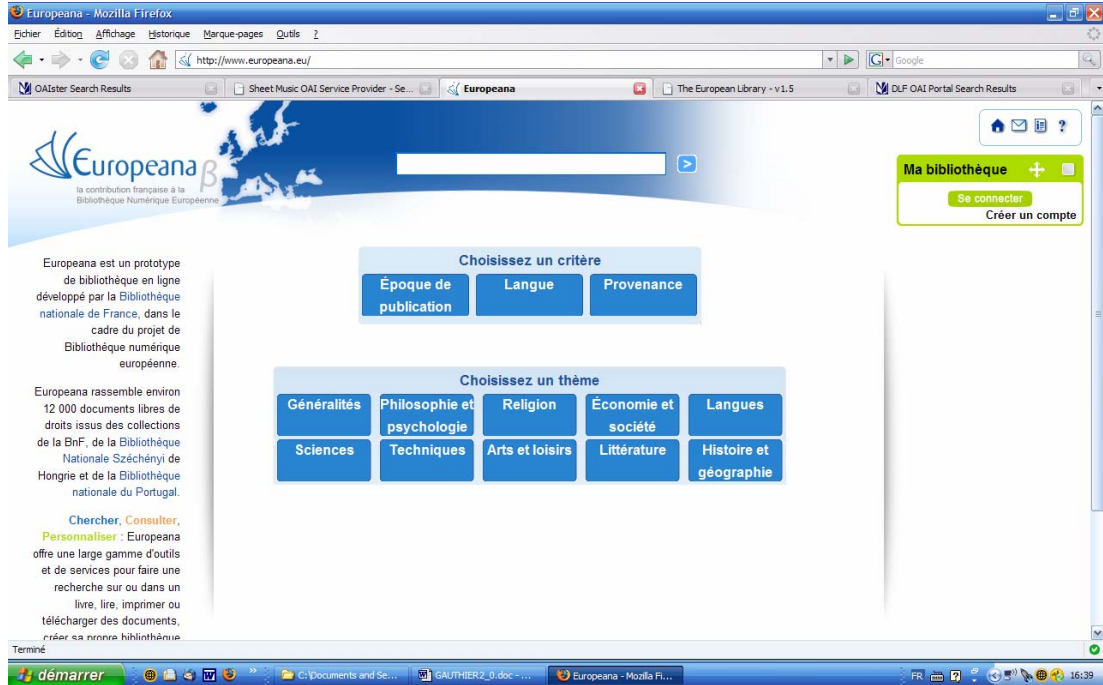 Europeana - Mozilla Firefox
Fichier Édition Affichage Historique Marque-pages Outils ?
http://www.europeana.eu/
Google
OAIster Search Results
Sheet Music OAI Service Provider - Se...
Europeana
The European Library - v1.5
DLF OAI Portal Search Results
Europeana β
la contribution française à la
Bibliothèque Numérique Européenne
?
Ma bibliothèque
Se connecter
Créer un compte
Europeana est un prototype
de bibliothèque en ligne
développé par la Bibliothèque
nationale de France, dans le
cadre du projet de
Bibliothèque numérique
européenne.
Europeana rassemble environ
12 000 documents libres de
droits issus des collections
de la BnF, de la Bibliothèque
Nationale Széchényi de
Hongrie et de la Bibliothèque
nationale du Portugal.
Chercher, Consulter,
Personnaliser : Europeana
offre une large gamme d'outils
et de services pour faire une
recherche sur ou dans un
livre, lire, imprimer ou
télécharger des documents,
créer sa propre bibliothèque
Choisissez un critère
Époque de
publication
Langue
Provenance
Choisissez un thème
Généralités
Philosophie et
psychologie
Religion
Économie et
société
Langues
Sciences
Techniques
Arts et loisirs
Littérature
Histoire et
géographie
Terminé
démarrer
C:\Documents and Se...
GAUTHIER2_0.doc - ...
Europeana - Mozilla Fi...
FR
16:39